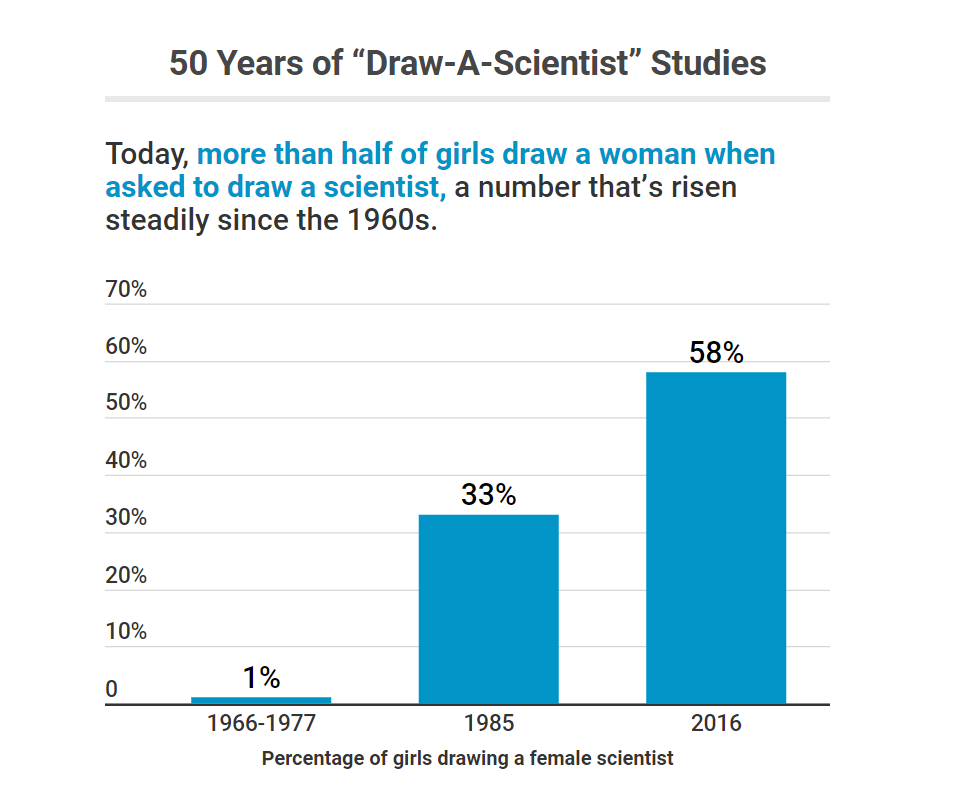 50 Years of “Draw-A-Scientist” Studies
Today, more than half of girls draw a woman when
asked to draw a scientist, a number that’s risen
steadily since the 1960s.
70%
60%
58%
50%
40%
33%
30%
20%
10%
1%
0
1966-1977 1985 2016
Percentage of girls drawing a female scientist